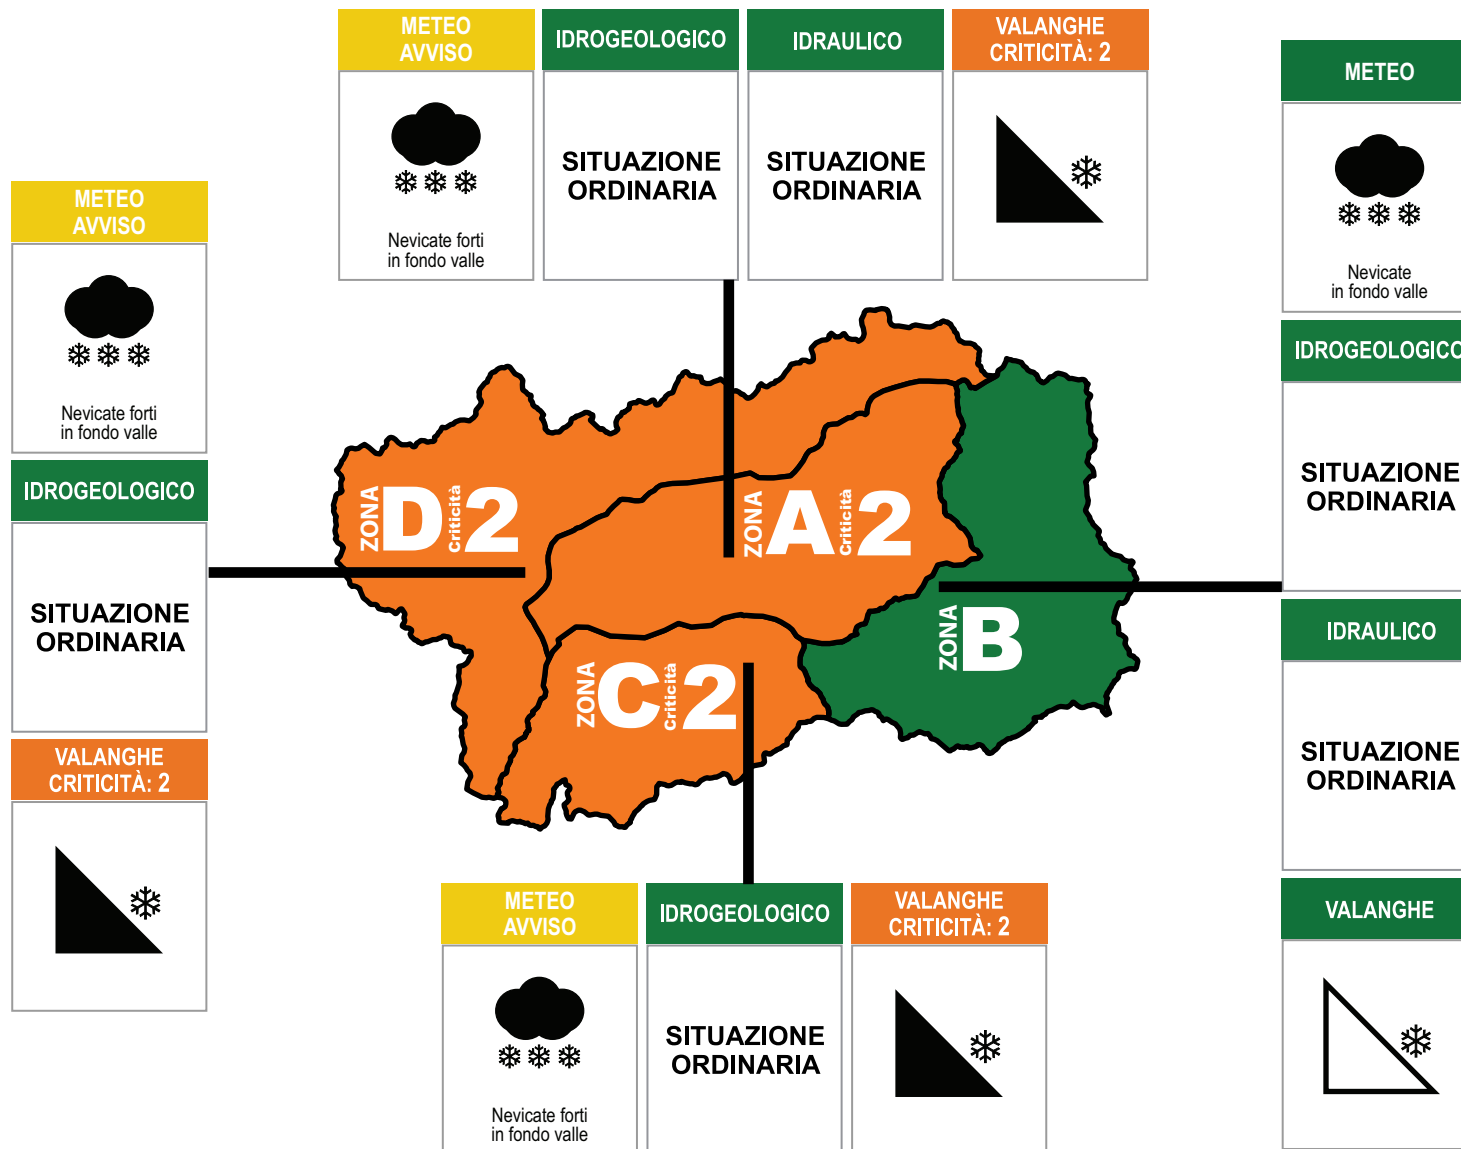 METEO
AVVISO
Nevicate forti
in fondo valle
IDROGEOLOGICO
SITUAZIONE
ORDINARIA
IDRAULICO
SITUAZIONE
ORDINARIA
VALANGHE
CRITICITÀ: 2
METEO
AVVISO
Nevicate forti
in fondo valle
IDROGEOLOGICO
SITUAZIONE
ORDINARIA
VALANGHE
CRITICITÀ: 2
ZONA D Criticità 2
ZONA A Criticità 2
ZONA B
ZONA C Criticità 2
METEO
Nevicate
in fondo valle
IDROGEOLOGICO
SITUAZIONE
ORDINARIA
IDRAULICO
SITUAZIONE
ORDINARIA
VALANGHE
METEO
AVVISO
Nevicate forti
in fondo valle
IDROGEOLOGICO
SITUAZIONE
ORDINARIA
VALANGHE
CRITICITÀ: 2